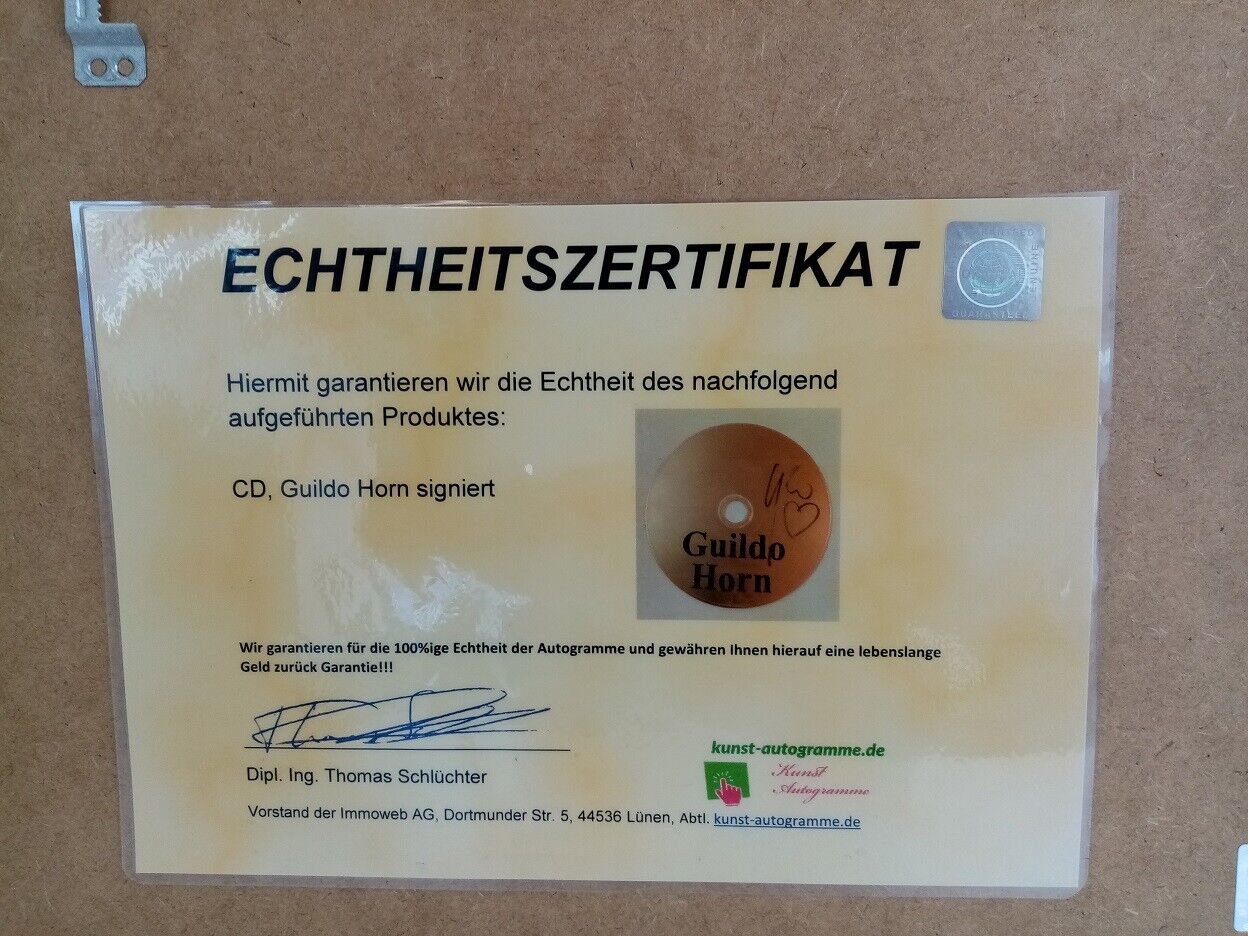 ECHTHEITSZERTIFIKAT
GUARANTEED
Hiermit garantieren wir die Echtheit des nachfolgend
aufgeführten Produktes:
CD, Guildo Horn signiert
Guildo
Horn
Wir garantieren für die 100%ige Echtheit der Autogramme und gewähren Ihnen hierauf eine lebenslange
Geld zurück Garantie!!!
Dipl. Ing. Thomas Schlüchter
kunst-autogramme.de
Kunst
Autogramme
Vorstand der Immoweb AG, Dortmunder Str. 5, 44536 Lünen, Abtl. kunst-autogramme.de